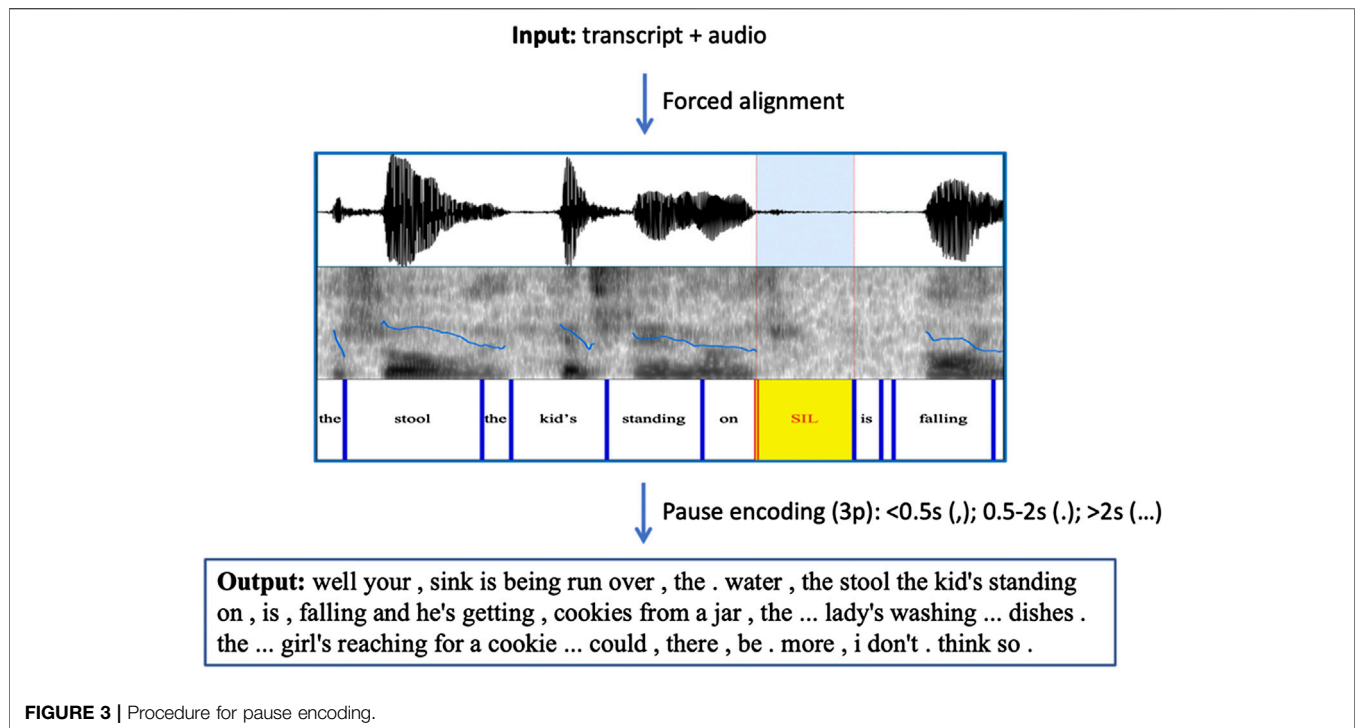 Input: transcript + audio
Forced alignment
the stool the kid's standing on SIL is falling
Pause encoding (3p): <0.5s (,); 0.5-2s (.); >2s (…)
Output: well your , sink is being run over , the . water , the stool the kid's standing
on , is , falling and he's getting , cookies from a jar , the ... lady's washing ... dishes .
the ... girl's reaching for a cookie ... could , there , be . more , i don't . think so .
FIGURE 3 | Procedure for pause encoding.